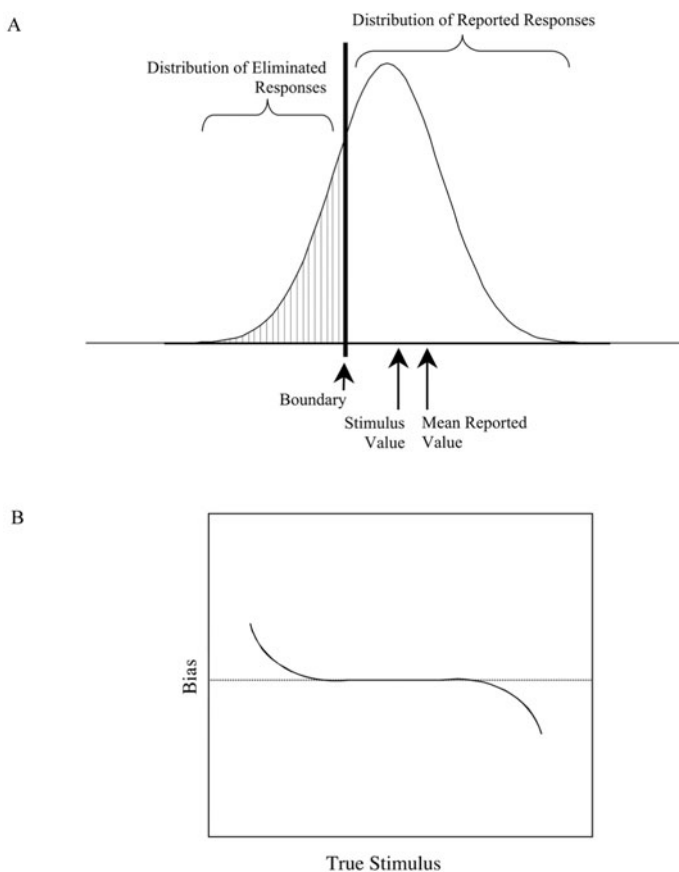 A
Distribution of Reported Responses
Distribution of Eliminated
Responses
Boundary
Stimulus
Value
Mean Reported
Value
B
Bias
True Stimulus